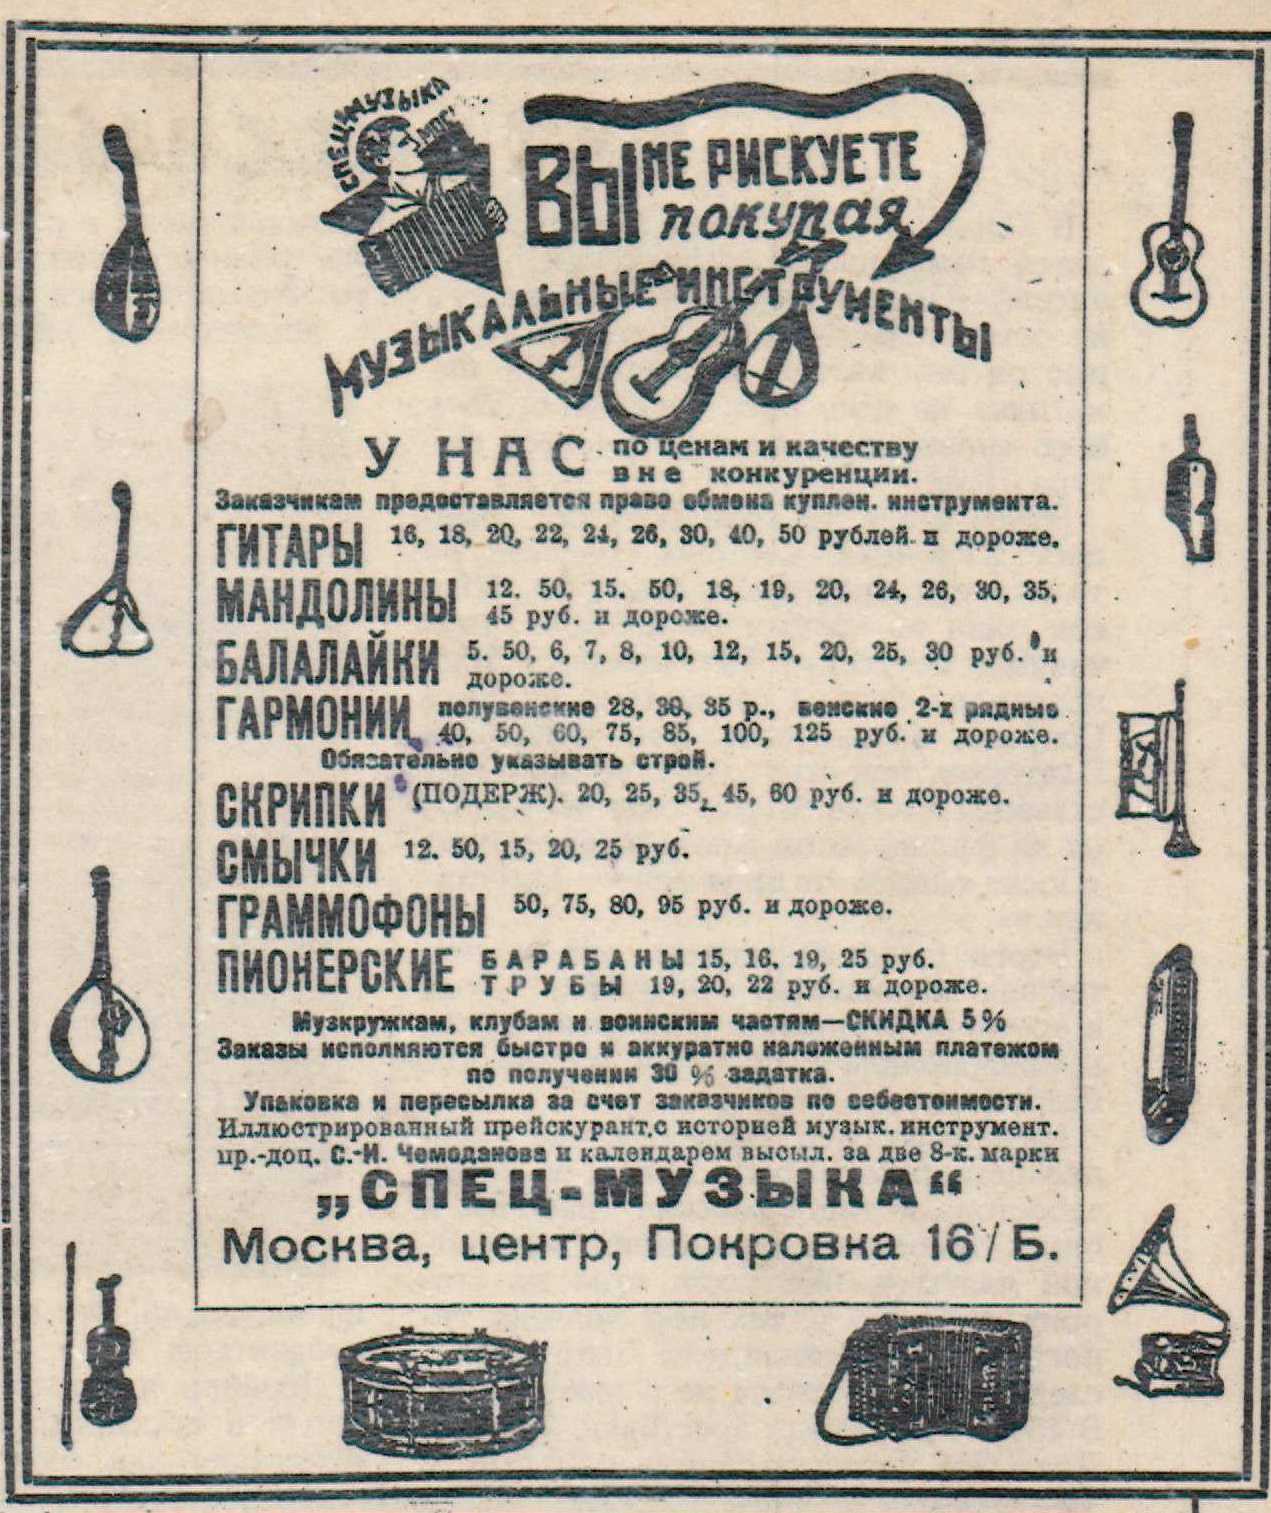 СПЕЦ-МУЗЫКА
ВЫ НЕ РИСКУЕТЕ
покупая
МУЗЫКАЛЬНЫЕ ИНСТРУМЕНТЫ
У НАС по ценам и качеству
вне конкуренции.
Заказчикам предоставляется право обмена куплен. инструмента.
ГИТАРЫ 16, 18, 20, 22, 24, 26, 30, 40, 50 рублей и дороже.
МАНДОЛИНЫ 12. 50, 15. 50, 18, 19, 20, 24, 26, 30, 35,
45 руб. и дороже.
БАЛАЛАЙКИ 5. 50, 6, 7, 8, 10, 12, 15, 20, 25, 30 руб. и
дороже.
ГАРМОНИИ полувенские 28, 30, 35 р., венские 2-х рядные
40, 50, 60, 75, 85, 100, 125 руб. и дороже.
Обязательно указывать строй.
СКРИПКИ (ПОДЕРЖ). 20, 25, 35, 45, 60 руб. и дороже.
СМЫЧКИ 12. 50, 15, 20, 25 руб.
ГРАММОФОНЫ 50, 75, 80, 95 руб. и дороже.
ПИОНЕРСКИЕ БАРАБАНЫ 15, 16, 19, 25 руб.
ТРУБЫ 19, 20, 22 руб. и дороже.
Музкружкам, клубам и воинским частям—СКИДКА 5%
Заказы исполняются быстро и аккуратно наложенным платежом
по получении 30 % задатка.
Упаковка и пересылка за счет заказчиков по себестоимости.
Иллюстрированный прейскурант с историей музык. инструмент.
пр.-доц. С.-И. Чемоданова и календарем высыл. за две 8-к. марки
„СПЕЦ-МУЗЫКА“
Москва, центр, Покровка 16/Б.